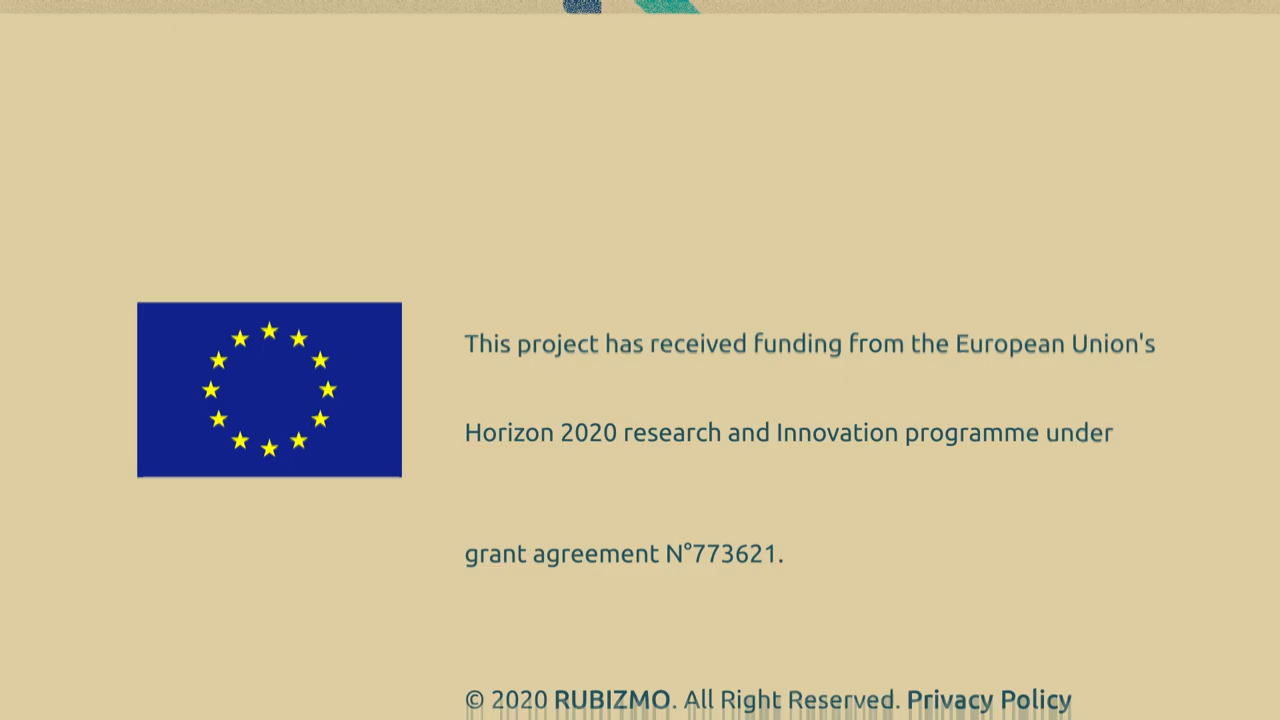 This project has received funding from the European Union's
Horizon 2020 research and Innovation programme under
grant agreement N°773621.
© 2020 RUBIZMO. All Right Reserved. Privacy Policy